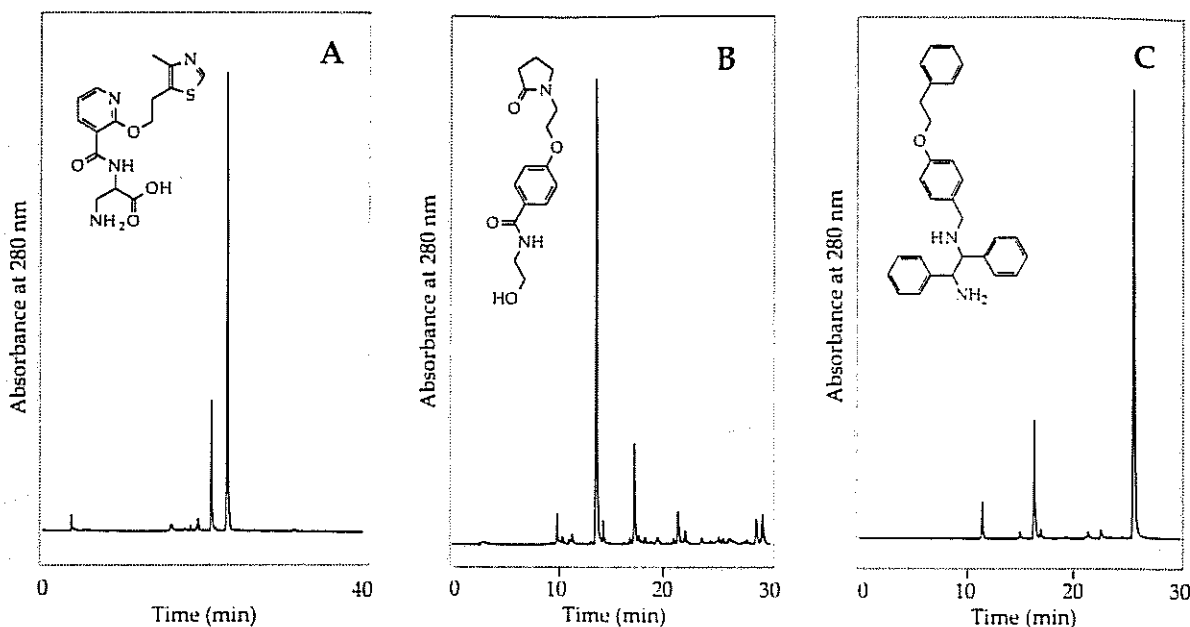 A
N
S
N
O
O
NH
OH
NH₂
O
Absorbance at 280 nm
0
40
Time (min)
B
O
N
O
O
NH
HO
Absorbance at 280 nm
0
10
20
30
Time (min)
C
O
HN
NH₂
Absorbance at 280 nm
0
10
20
30
Time (min)